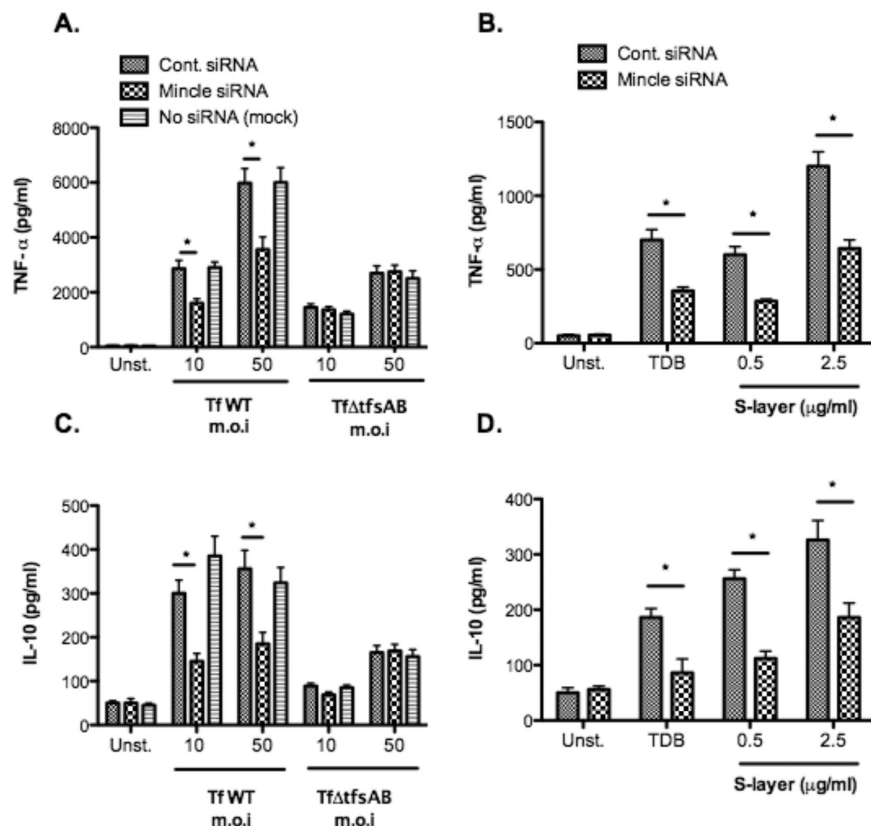 A.
Cont. siRNA
Mincle siRNA
No siRNA (mock)
TNF- α (pg/ml)
8000
6000
4000
2000
0
*
*
Unst. 10 50 10 50
Tf WT TfΔtfsAB
m.o.i m.o.i
B.
Cont. siRNA
Mincle siRNA
TNF-α (pg/ml)
1500
1000
500
0
*
*
*
Unst. TDB 0.5 2.5
S-layer (μg/ml)
C.
IL-10 (pg/ml)
500
400
300
200
100
0
*
*
Unst. 10 50 10 50
Tf WT TfΔtfsAB
m.o.i m.o.i
D.
IL-10 (pg/ml)
400
300
200
100
0
*
*
*
Unst. TDB 0.5 2.5
S-layer (μg/ml)